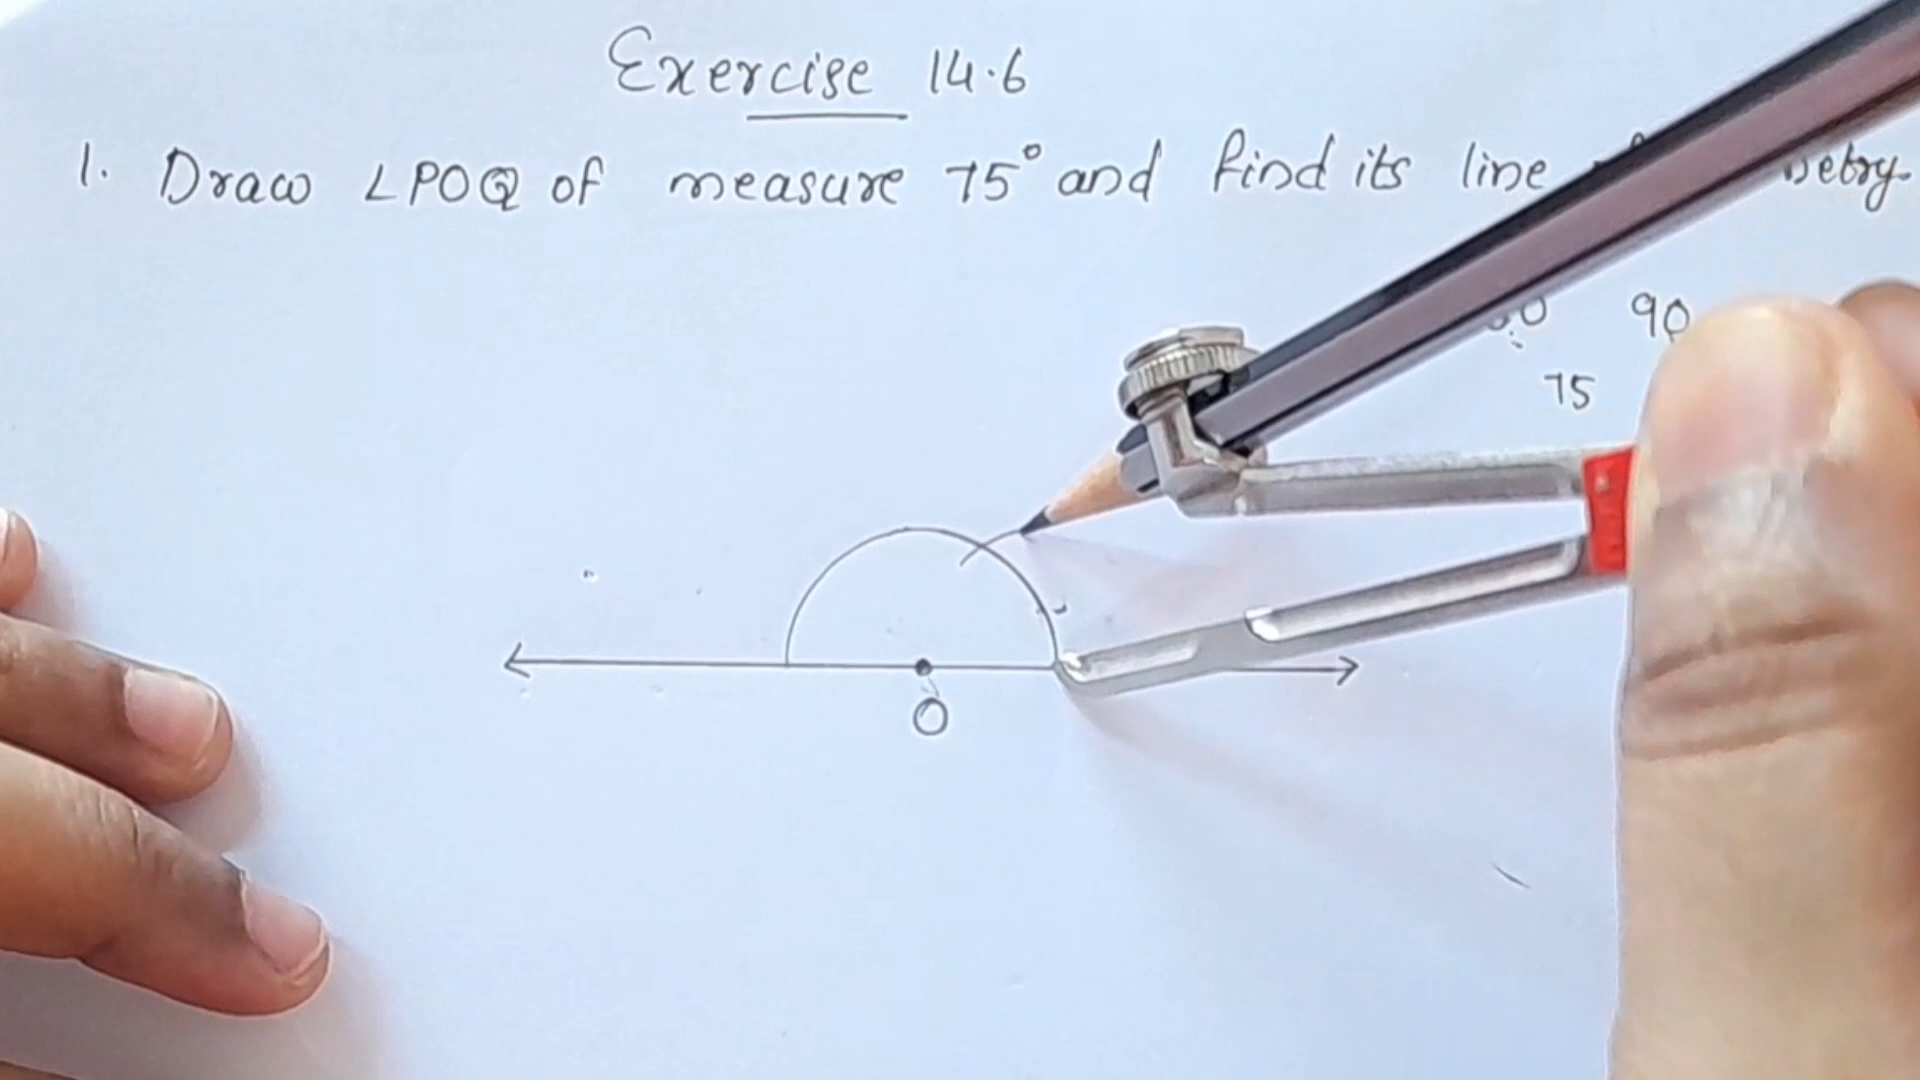 Exercise 14.6
1. Draw ∠POQ of measure 75° and find its line
90
75
O